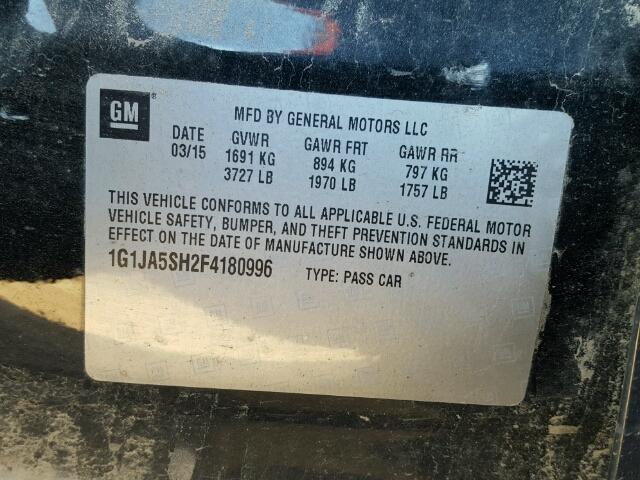 GM ®
MFD BY GENERAL MOTORS LLC
DATE GVWR GAWR FRT GAWR RR
03/15 1691 KG 894 KG 797 KG
3727 LB 1970 LB 1757 LB
THIS VEHICLE CONFORMS TO ALL APPLICABLE U.S. FEDERAL MOTOR
VEHICLE SAFETY, BUMPER, AND THEFT PREVENTION STANDARDS IN
EFFECT ON THE DATE OF MANUFACTURE SHOWN ABOVE.
1G1JA5SH2F4180996 TYPE: PASS CAR